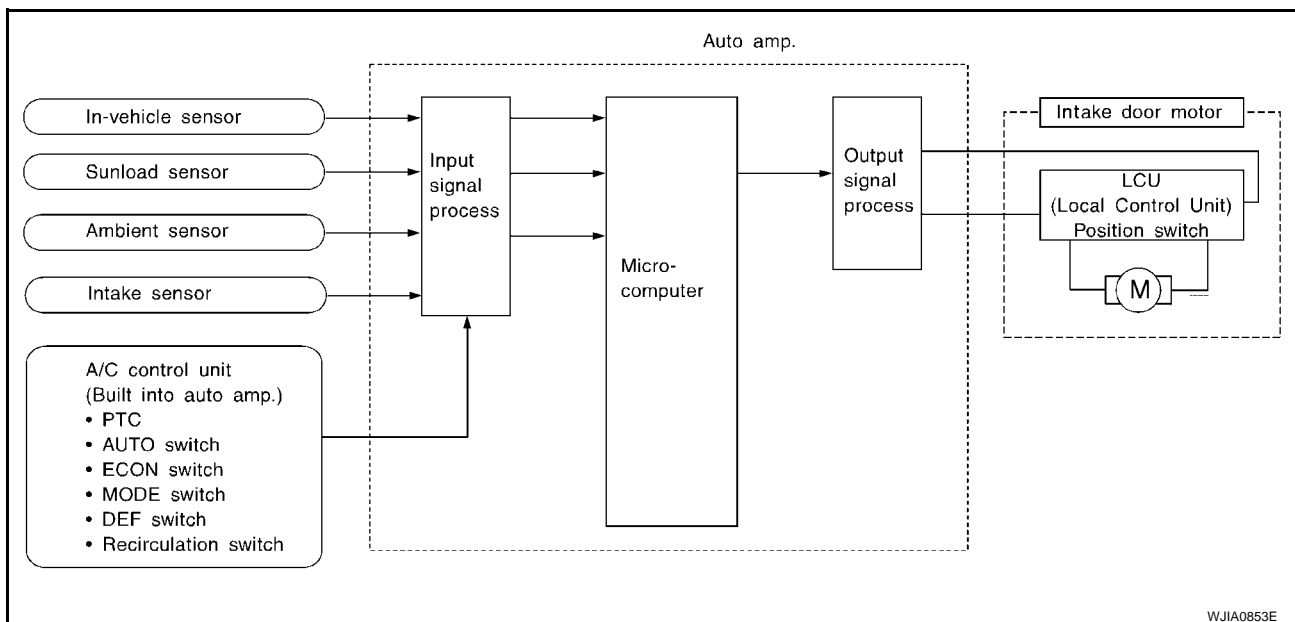 Auto amp.
In-vehicle sensor
Sunload sensor
Ambient sensor
Intake sensor
A/C control unit
(Built into auto amp.)
• PTC
• AUTO switch
• ECON switch
• MODE switch
• DEF switch
• Recirculation switch
Input
signal
process
Micro-
computer
Output
signal
process
Intake door motor
LCU
(Local Control Unit)
Position switch
M
WJIA0853E